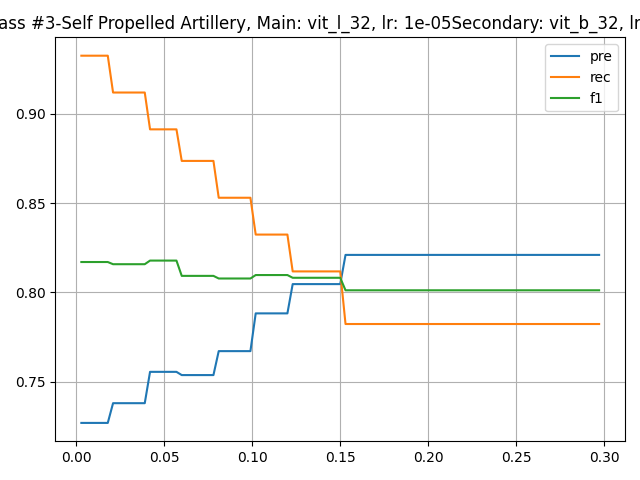 ass #3-Self Propelled Artillery, Main: vit_l_32, lr: 1e-05Secondary: vit_b_32, lr
pre
rec
f1
0.90
0.85
0.80
0.75
0.00 0.05 0.10 0.15 0.20 0.25 0.30